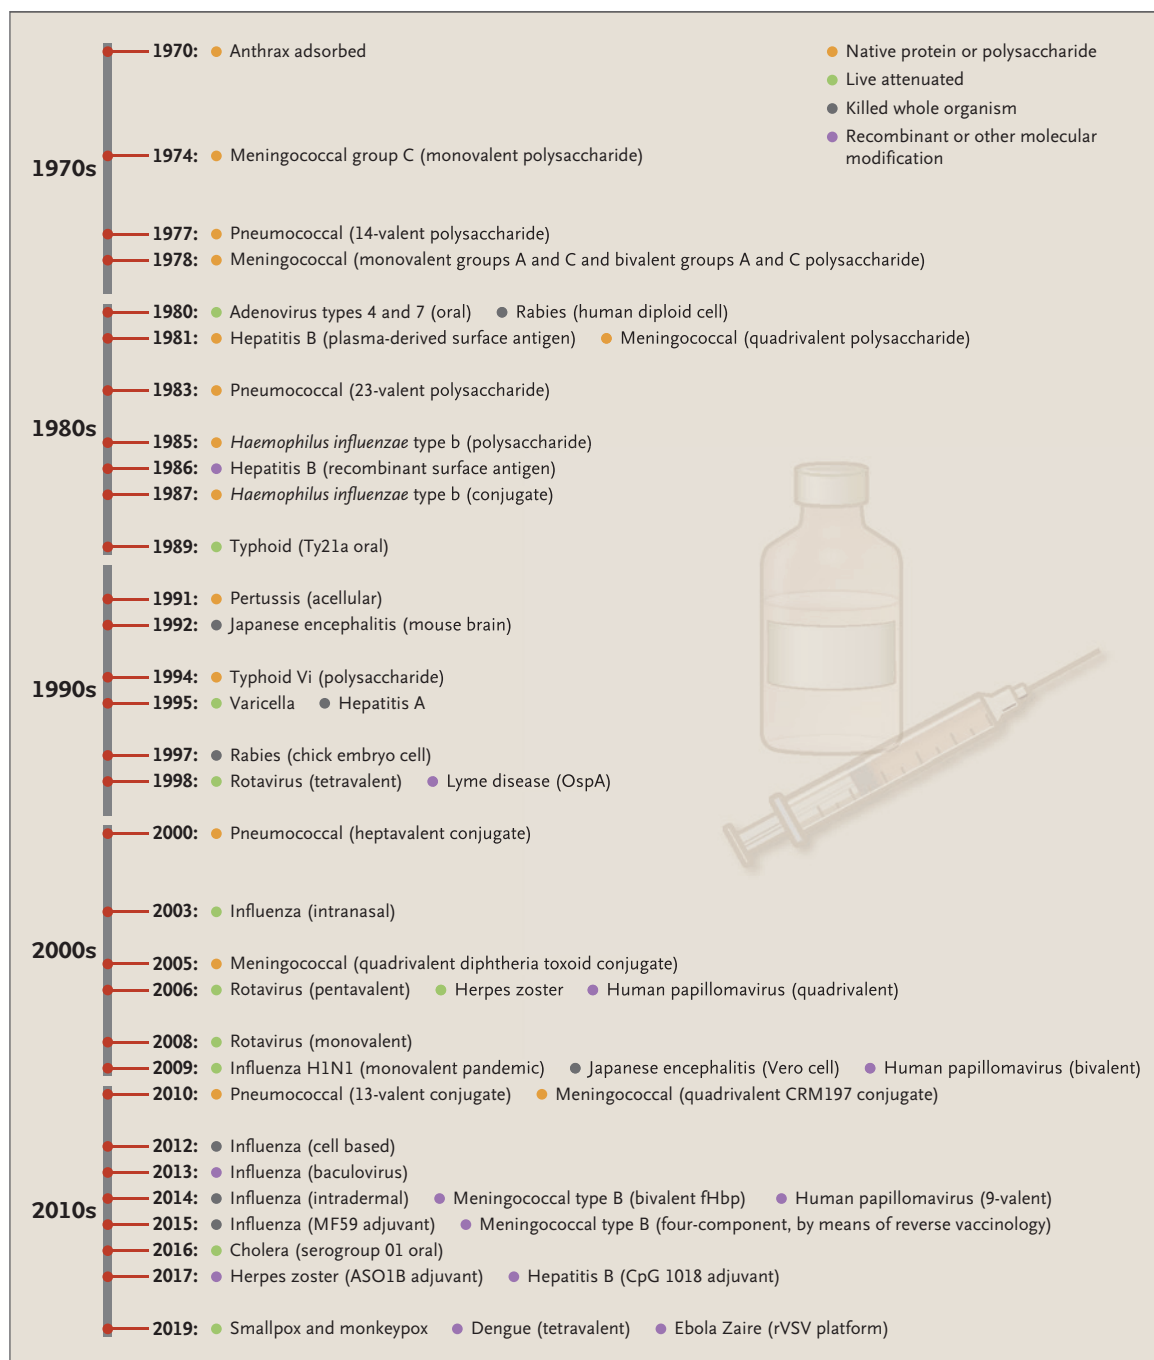 1970: Anthrax adsorbed
Native protein or polysaccharide
Live attenuated
Killed whole organism
Recombinant or other molecular
modification
1970s
1974: Meningococcal group C (monovalent polysaccharide)
1977: Pneumococcal (14-valent polysaccharide)
1978: Meningococcal (monovalent groups A and C and bivalent groups A and C polysaccharide)
1980s
1980: Adenovirus types 4 and 7 (oral) Rabies (human diploid cell)
1981: Hepatitis B (plasma-derived surface antigen) Meningococcal (quadrivalent polysaccharide)
1983: Pneumococcal (23-valent polysaccharide)
1985: Haemophilus influenzae type b (polysaccharide)
1986: Hepatitis B (recombinant surface antigen)
1987: Haemophilus influenzae type b (conjugate)
1989: Typhoid (Ty21a oral)
1990s
1991: Pertussis (acellular)
1992: Japanese encephalitis (mouse brain)
1994: Typhoid Vi (polysaccharide)
1995: Varicella Hepatitis A
1997: Rabies (chick embryo cell)
1998: Rotavirus (tetravalent) Lyme disease (OspA)
2000s
2000: Pneumococcal (heptavalent conjugate)
2003: Influenza (intranasal)
2005: Meningococcal (quadrivalent diphtheria toxoid conjugate)
2006: Rotavirus (pentavalent) Herpes zoster Human papillomavirus (quadrivalent)
2008: Rotavirus (monovalent)
2009: Influenza H1N1 (monovalent pandemic) Japanese encephalitis (Vero cell) Human papillomavirus (bivalent)
2010s
2010: Pneumococcal (13-valent conjugate) Meningococcal (quadrivalent CRM197 conjugate)
2012: Influenza (cell based)
2013: Influenza (baculovirus)
2014: Influenza (intradermal) Meningococcal type B (bivalent fHbp) Human papillomavirus (9-valent)
2015: Influenza (MF59 adjuvant) Meningococcal type B (four-component, by means of reverse vaccinology)
2016: Cholera (serogroup 01 oral)
2017: Herpes zoster (ASO1B adjuvant) Hepatitis B (CpG 1018 adjuvant)
2019: Smallpox and monkeypox Dengue (tetravalent) Ebola Zaire (rVSV platform)